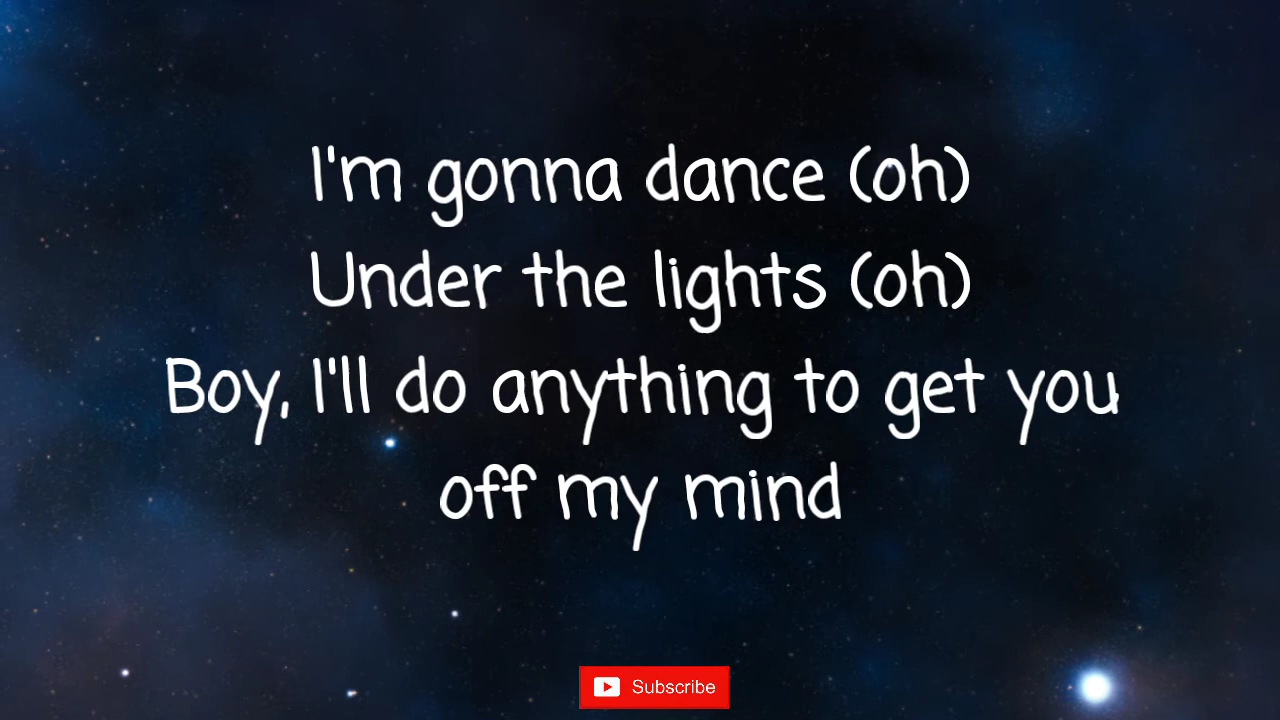 I'm gonna dance (oh)
Under the lights (oh)
Boy, I'll do anything to get you
off my mind
Subscribe